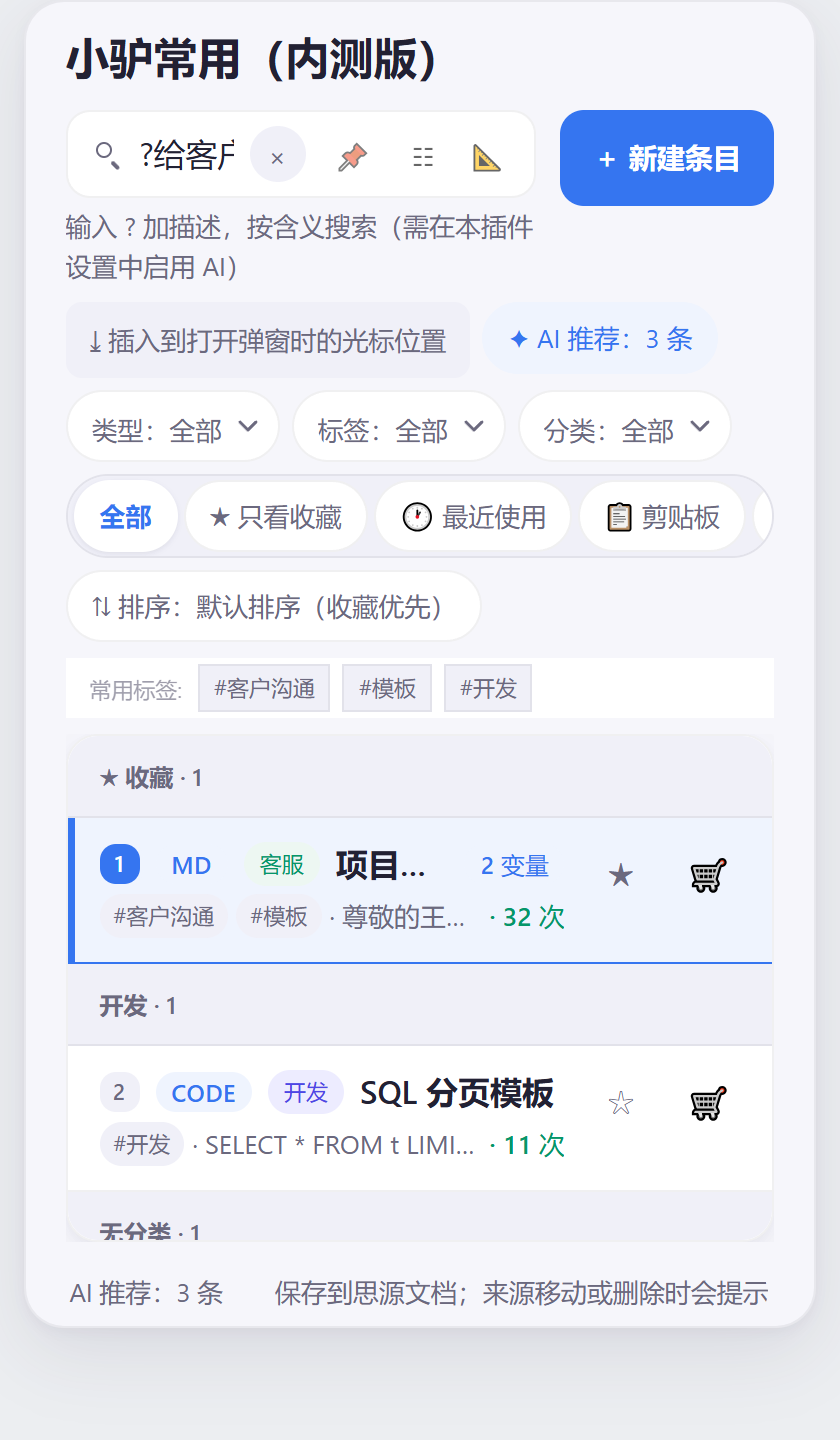 小驴常用（内测版）
?给客户 ×
+ 新建条目
输入 ? 加描述，按含义搜索（需在本插件
设置中启用 AI）
⤓插入到打开弹窗时的光标位置 ✦ AI 推荐：3 条
类型：全部 标签：全部 分类：全部
全部 ★ 只看收藏 最近使用 剪贴板
⇅ 排序：默认排序（收藏优先）
常用标签: #客户沟通 #模板 #开发
★ 收藏 · 1
1 MD 客服 项目... 2 变量 ★
#客户沟通 #模板 · 尊敬的王... · 32 次
开发 · 1
2 CODE 开发 SQL 分页模板 ☆
#开发 · SELECT * FROM t LIMI... · 11 次
无分类 · 1
AI 推荐：3 条 保存到思源文档；来源移动或删除时会提示